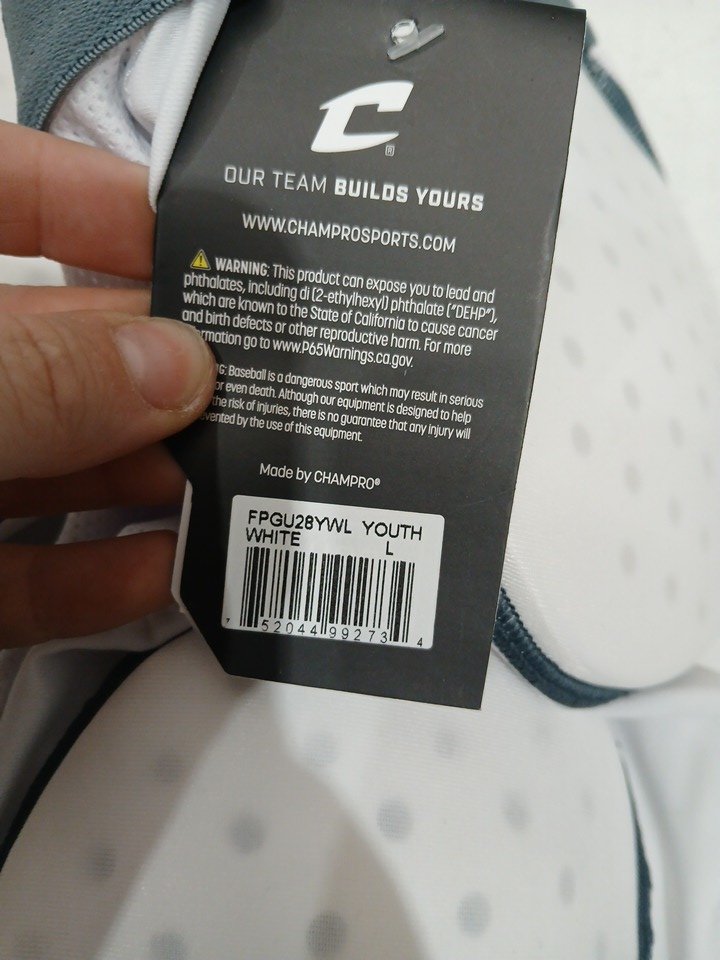 C
®
OUR TEAM BUILDS YOURS
WWW.CHAMPROSPORTS.COM
WARNING: This product can expose you to lead and
phthalates, including di (2-ethylhexyl) phthalate ("DEHP"),
which are known to the State of California to cause cancer
and birth defects or other reproductive harm. For more
rmation go to www.P65Warnings.ca.gov.
G: Baseball is a dangerous sport which may result in serious
or even death. Although our equipment is designed to help
the risk of injuries, there is no guarantee that any injury will
evented by the use of this equipment.
Made by CHAMPRO®
FPGU28YWL YOUTH
WHITE L
7 52044 99273 4